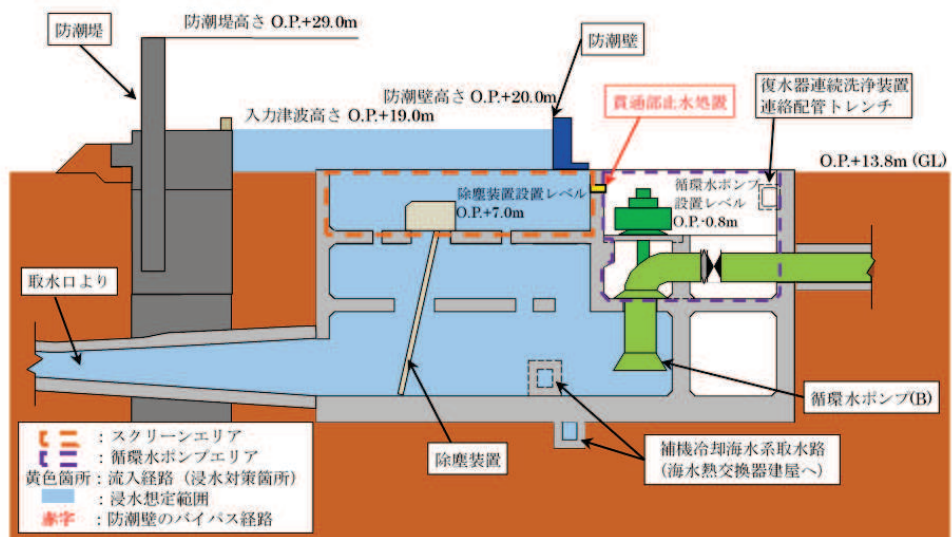 防潮堤高さ O.P.+29.0m
防潮堤
防潮壁
防潮壁高さ O.P.+20.0m
入力津波高さ O.P.+19.0m
貫通部止水処置
復水器連続洗浄装置
連絡配管トレンチ
O.P.+13.8m (GL)
除塵装置設置レベル
O.P.+7.0m
循環水ポンプ
設置レベル
O.P.-0.8m
取水口より
循環水ポンプ(B)
除塵装置
補機冷却海水系取水路
(海水熱交換器建屋へ)
：スクリーンエリア
：循環水ポンプエリア
黄色箇所：流入経路（浸水対策箇所）
：浸水想定範囲
赤字：防潮壁のバイパス経路